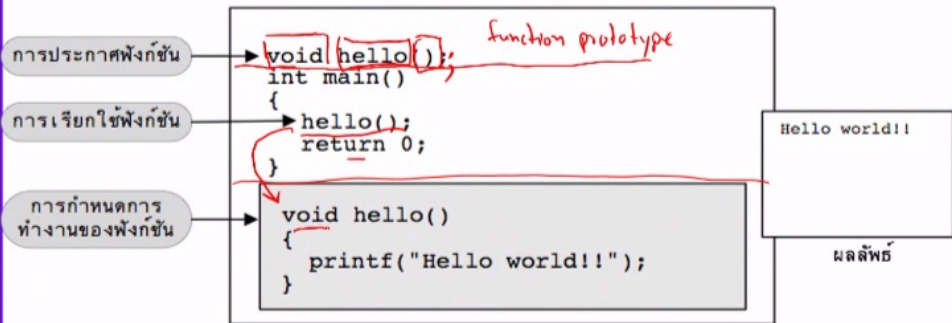 function prototype
การประกาศฟังก์ชัน
void hello();
int main()
{
การเรียกใช้ฟังก์ชัน
hello();
return 0;
}
Hello world!!
การกำหนดการ
ทำงานของฟังก์ชัน
void hello()
{
printf("Hello world!!");
}
ผลลัพธ์